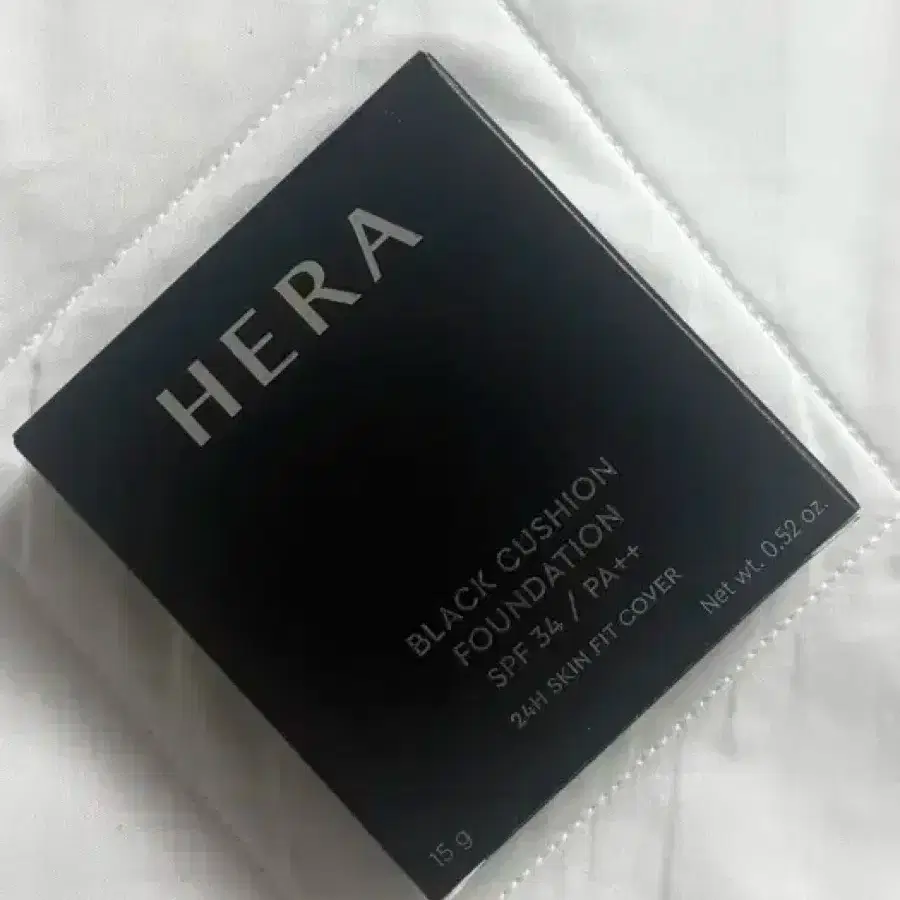 HERA
BLACK CUSHION
FOUNDATION
SPF 34 / PA++
24H SKIN FIT COVER
15 g
Net wt. 0.52 oz.